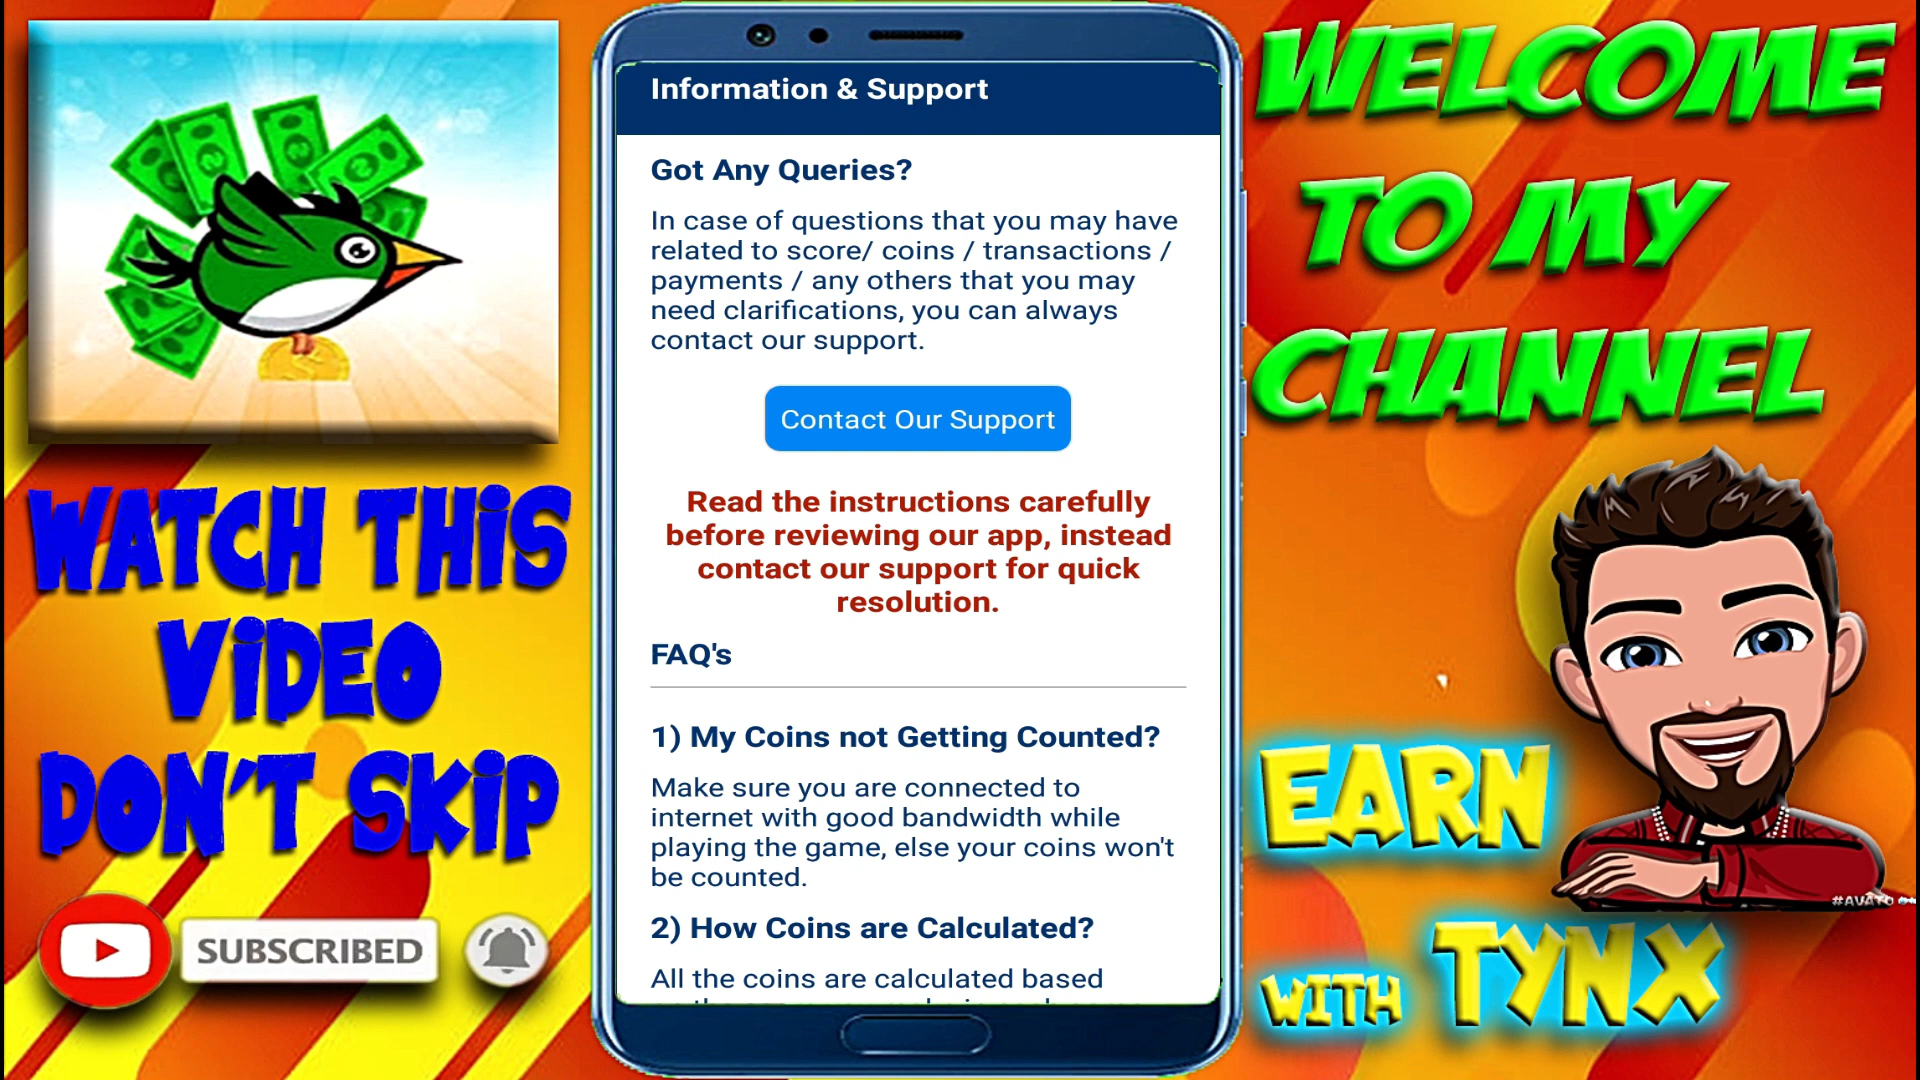 WELCOME
TO MY
CHANNEL
WATCH THiS
ViDEO
DON'T SKiP
SUBSCRIBED
Information & Support
Got Any Queries?
In case of questions that you may have
related to score/ coins / transactions /
payments / any others that you may
need clarifications, you can always
contact our support.
Contact Our Support
Read the instructions carefully
before reviewing our app, instead
contact our support for quick
resolution.
FAQ's
1) My Coins not Getting Counted?
Make sure you are connected to
internet with good bandwidth while
playing the game, else your coins won't
be counted.
2) How Coins are Calculated?
All the coins are calculated based
EARN
WiTH TYNX